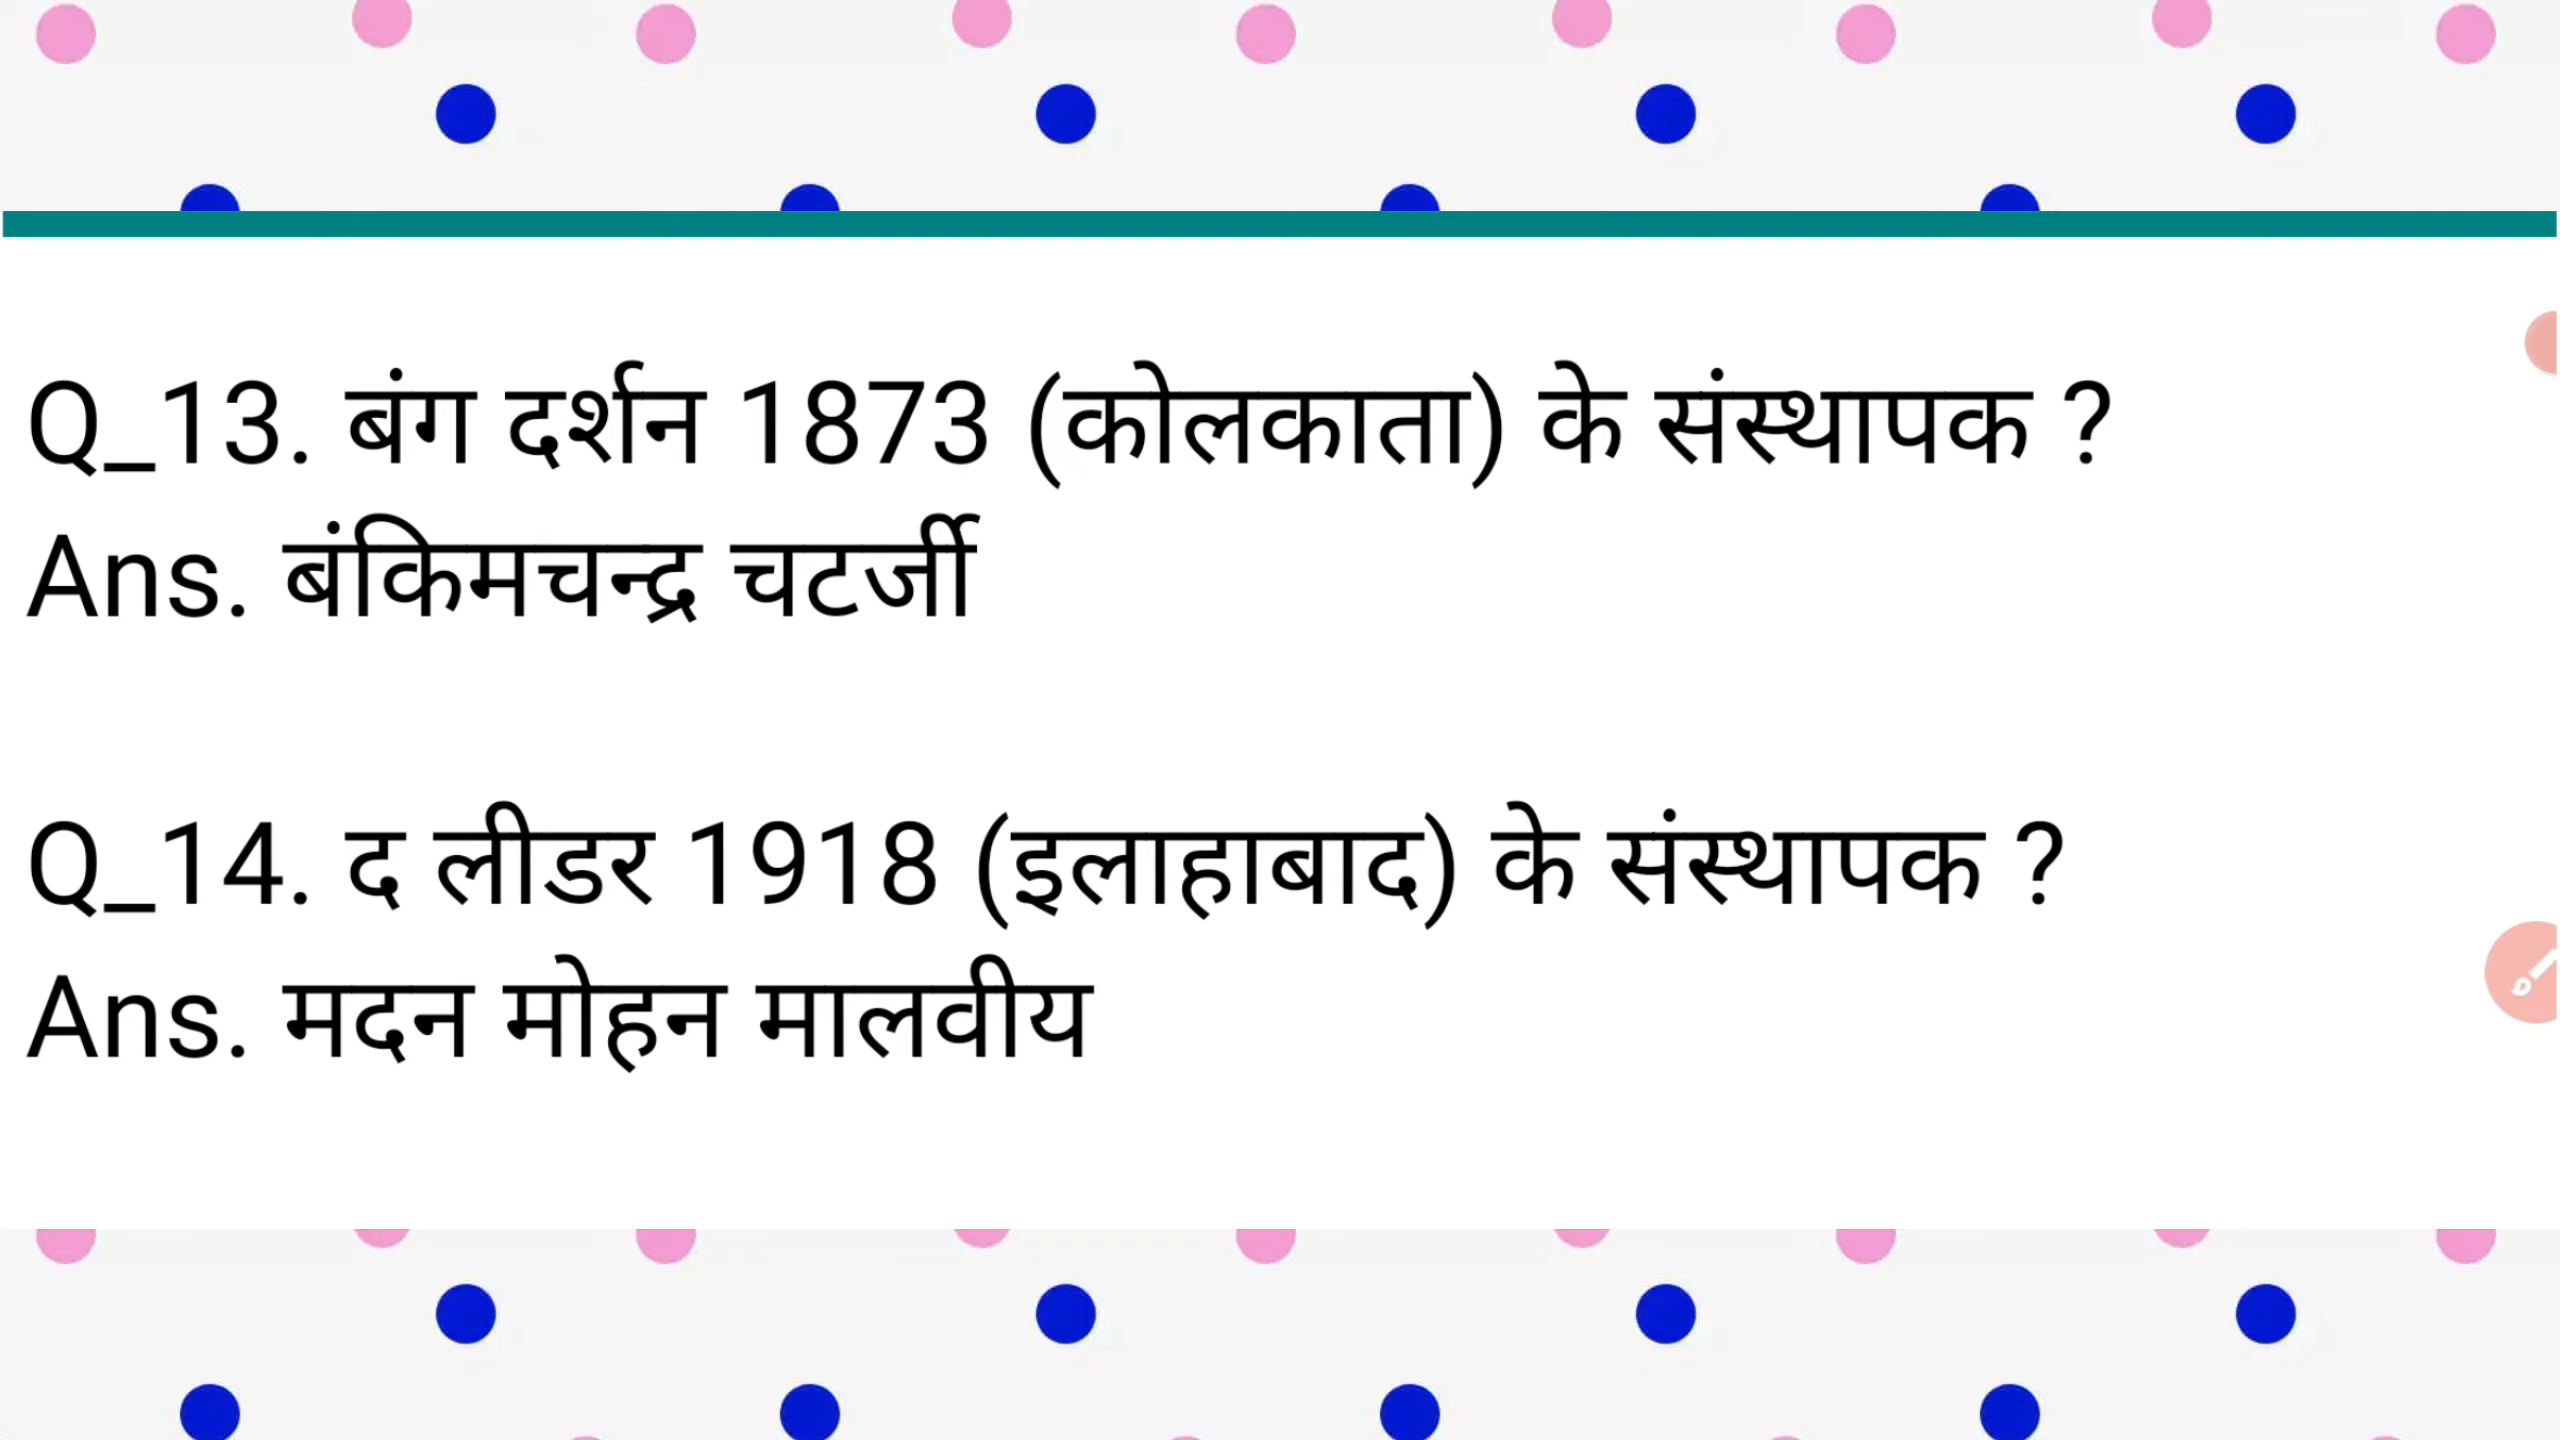 Q_13. बंग दर्शन 1873 (कोलकाता) के संस्थापक ?
Ans. बंकिमचन्द्र चटर्जी
Q_14. द लीडर 1918 (इलाहाबाद) के संस्थापक ?
Ans. मदन मोहन मालवीय